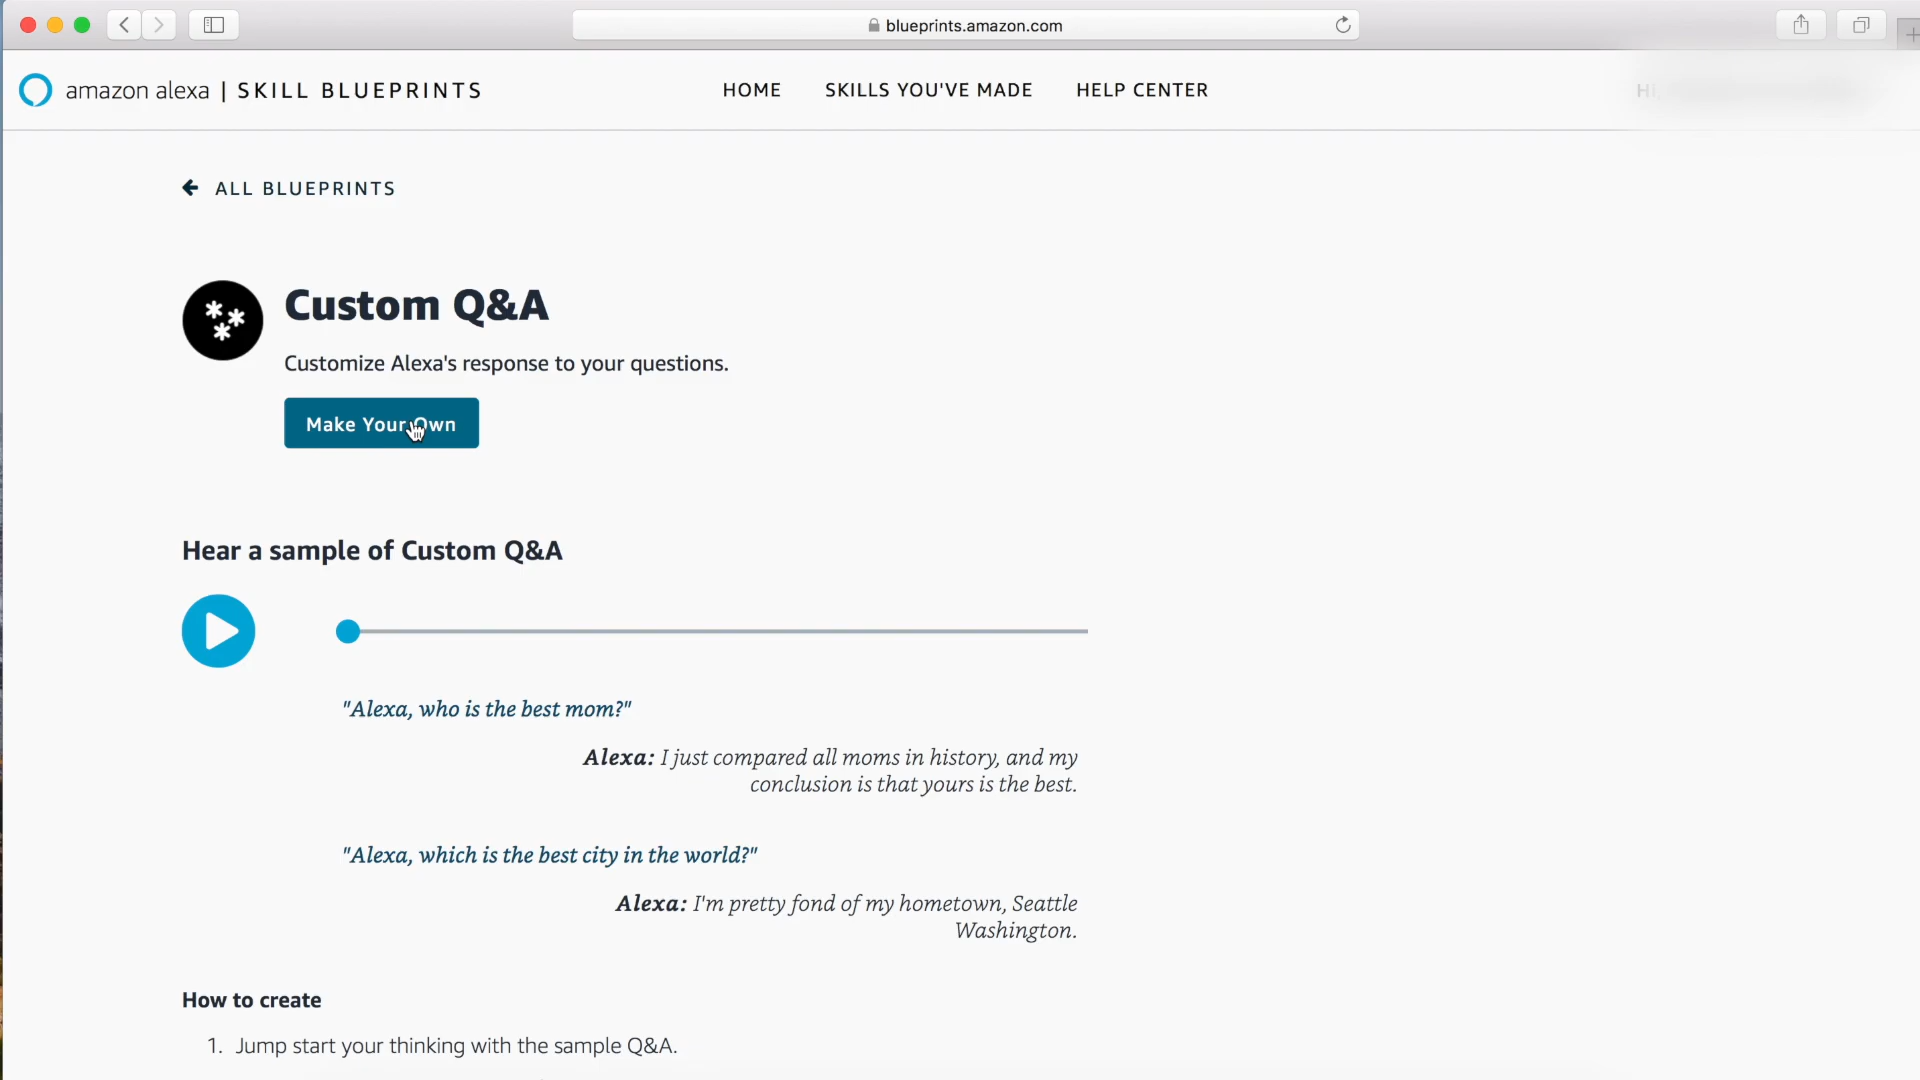 blueprints.amazon.com
amazon alexa | SKILL BLUEPRINTS
HOME
SKILLS YOU'VE MADE
HELP CENTER
Hi,
ALL BLUEPRINTS
Custom Q&A
Customize Alexa's response to your questions.
Make Your Own
Hear a sample of Custom Q&A
"Alexa, who is the best mom?"
Alexa: I just compared all moms in history, and my
conclusion is that yours is the best.
"Alexa, which is the best city in the world?"
Alexa: I'm pretty fond of my hometown, Seattle
Washington.
How to create
1. Jump start your thinking with the sample Q&A.